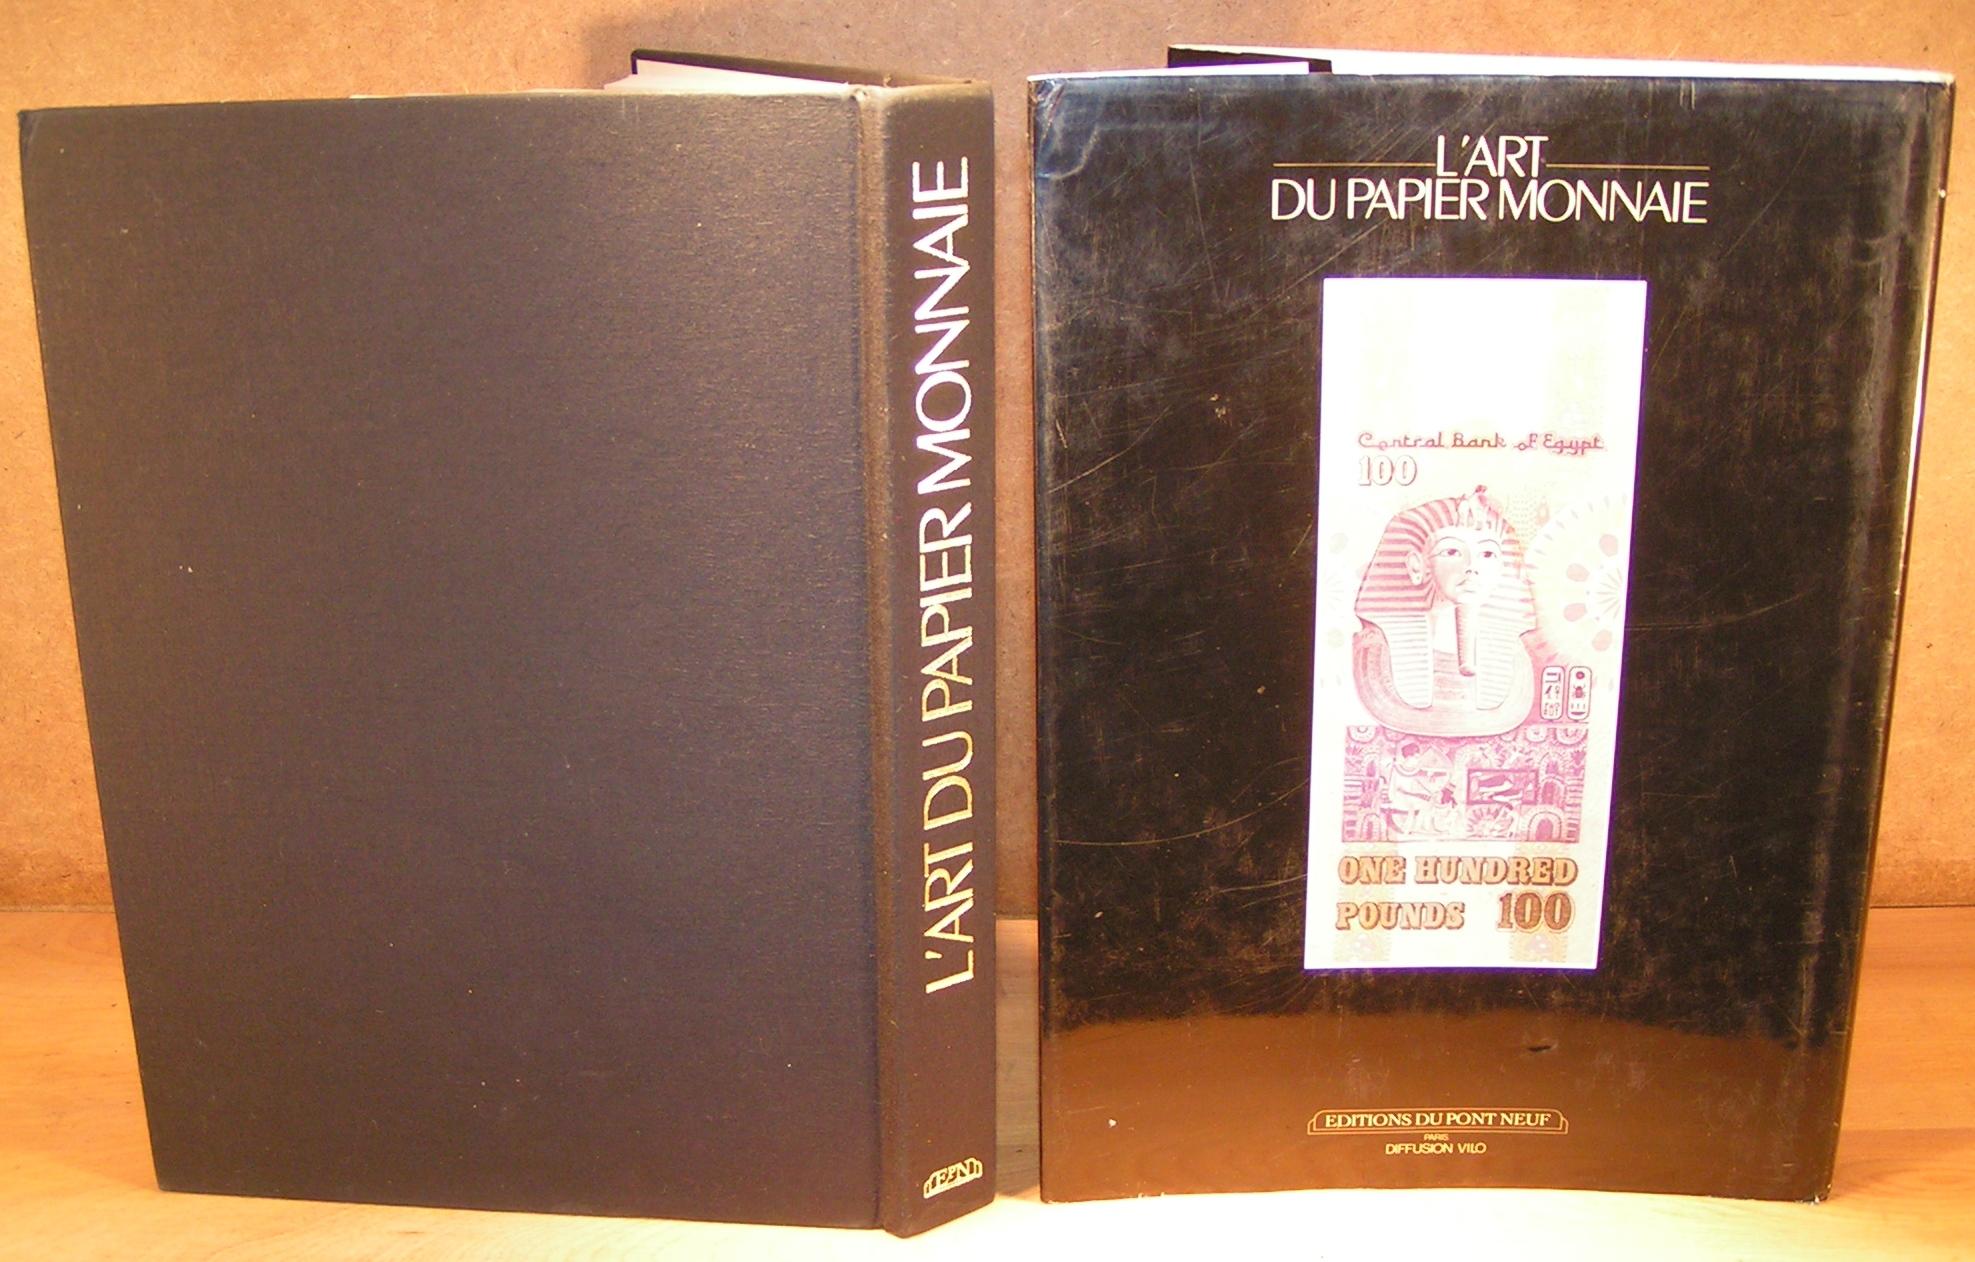 L'ART DU PAPIER MONNAIE
EPN
L'ART
DU PAPIER MONNAIE
Central Bank of Egypt
100
ONE HUNDRED
POUNDS 100
EDITIONS DU PONT NEUF
PARIS
DIFFUSION VILO